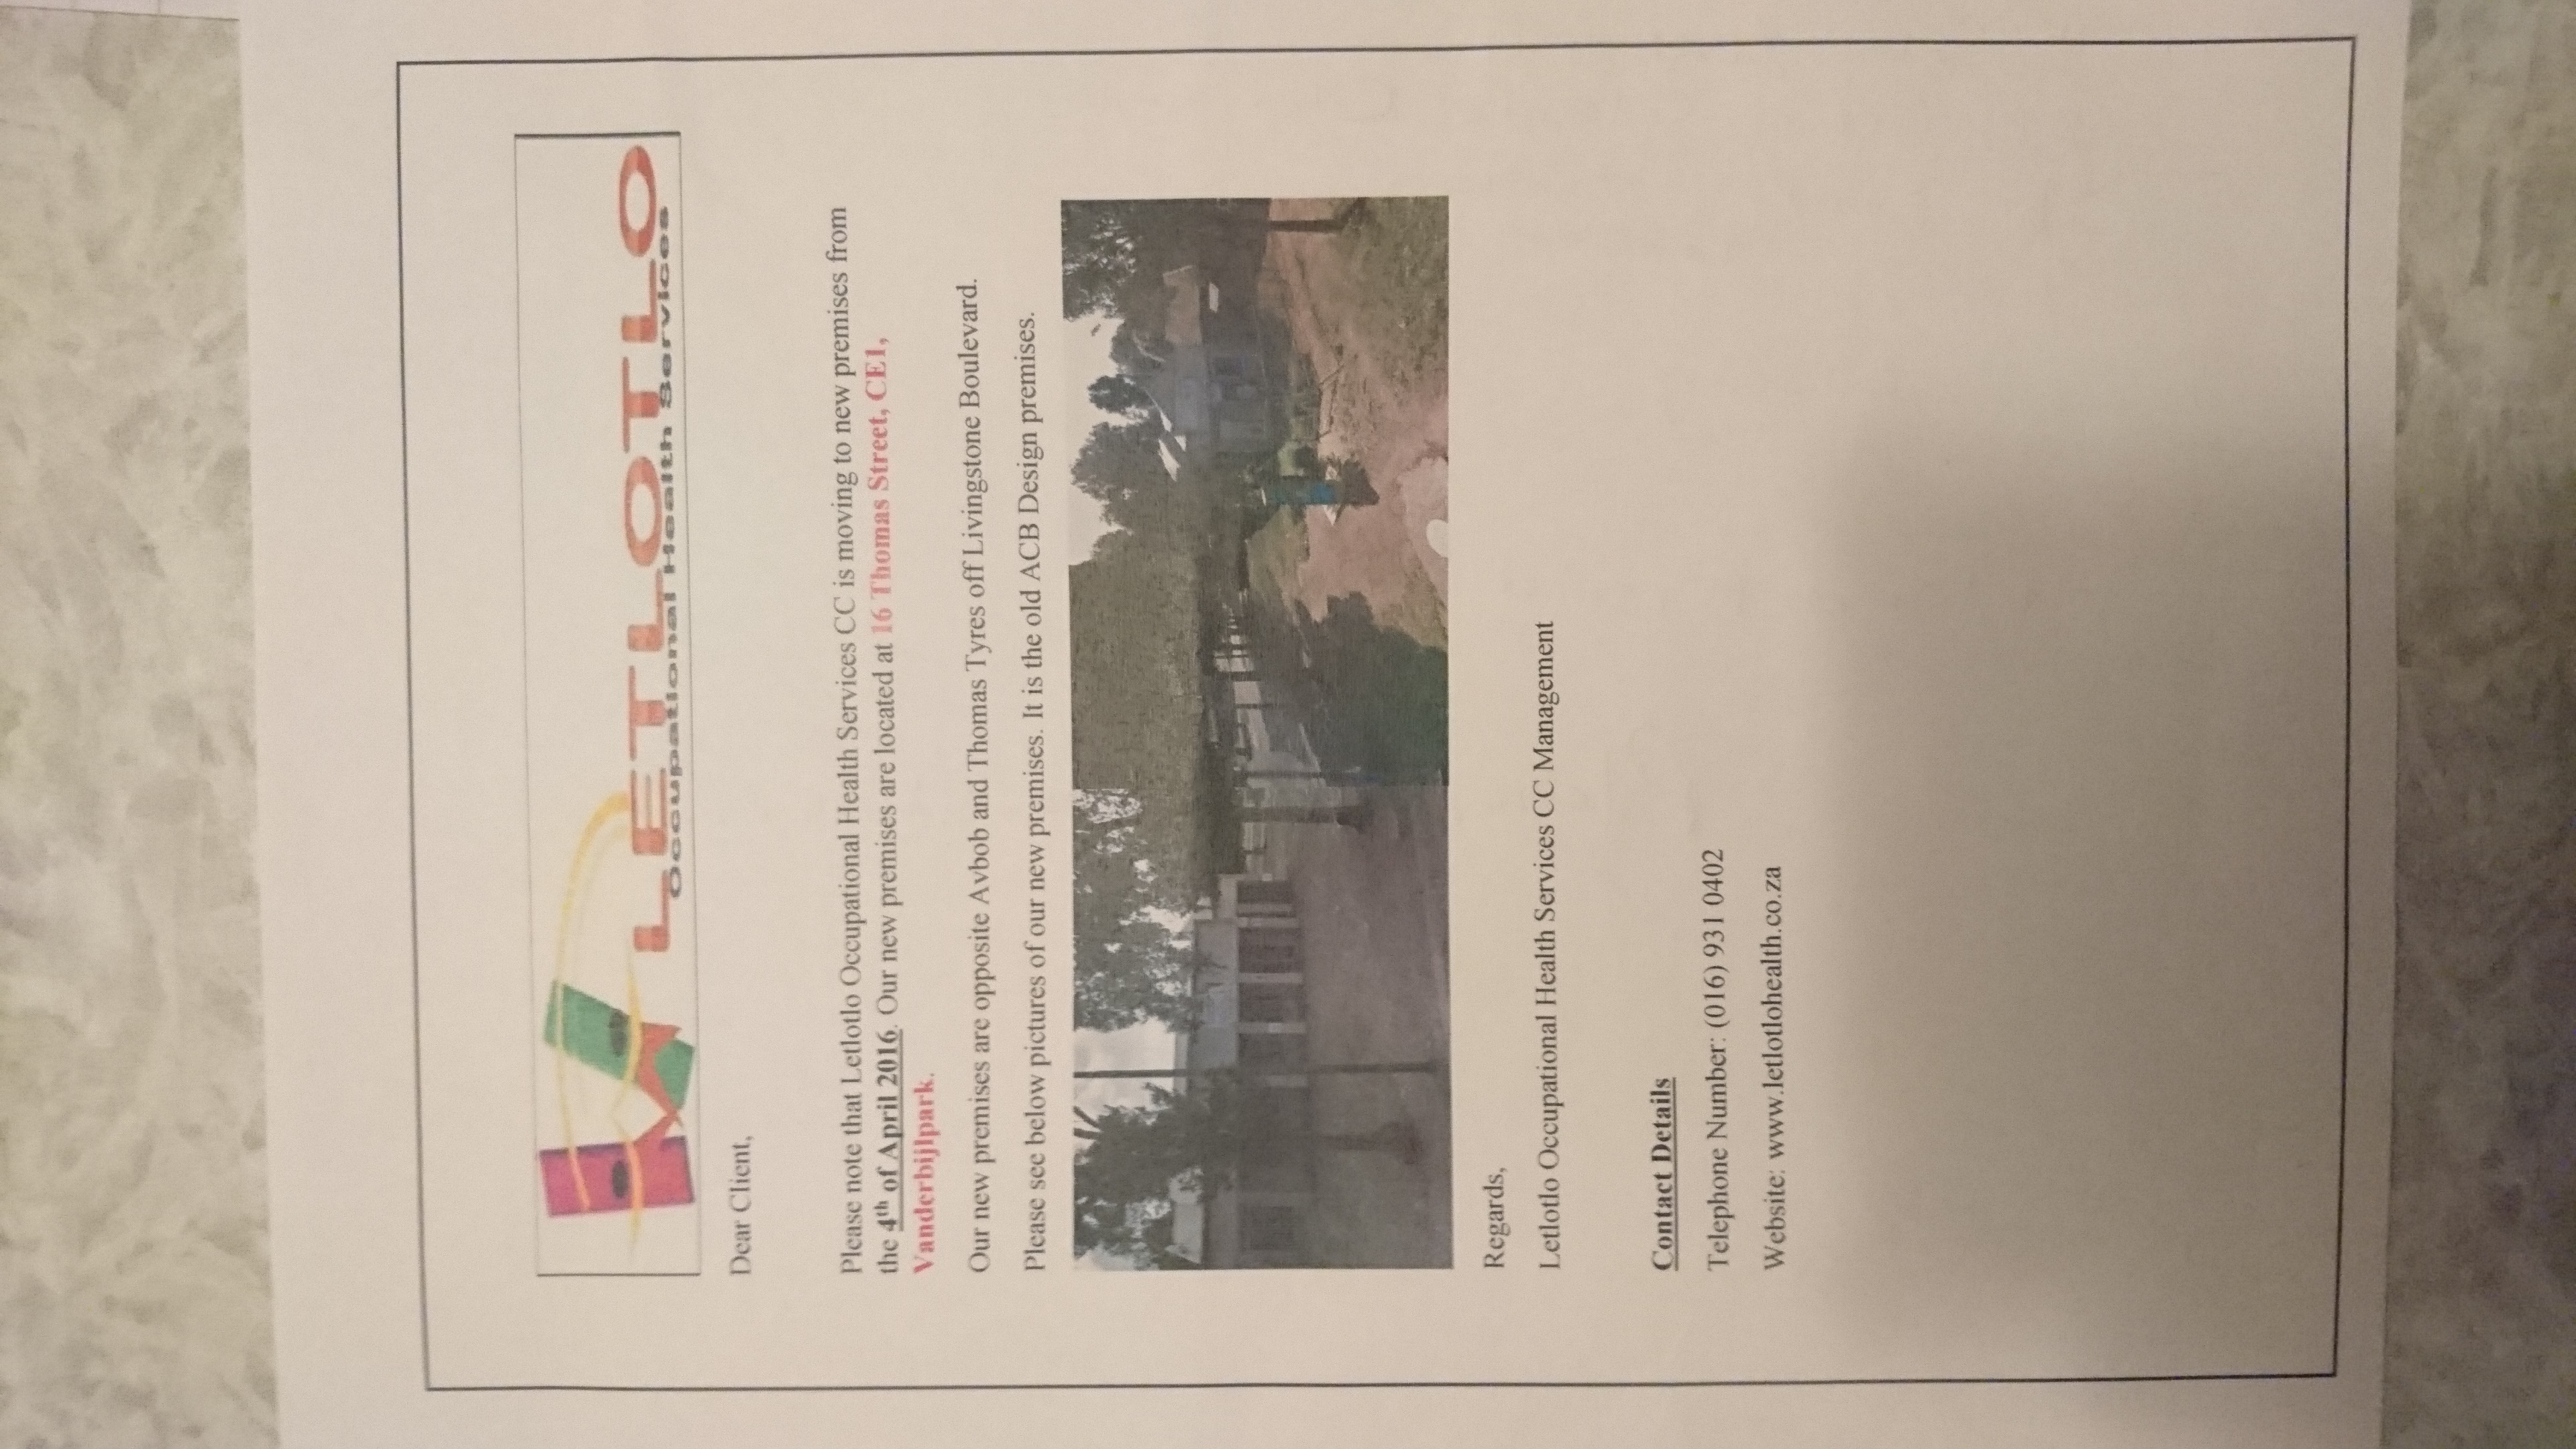 LETLOTLO
Occupational Health Services
Dear Client,
Please note that Letlotlo Occupational Health Services CC is moving to new premises from
the 4th of April 2016. Our new premises are located at 16 Thomas Street, CE1,
Vanderbijlpark.
Our new premises are opposite Avbob and Thomas Tyres off Livingstone Boulevard.
Please see below pictures of our new premises. It is the old ACB Design premises.
Regards,
Letlotlo Occupational Health Services CC Management
Contact Details
Telephone Number: (016) 931 0402
Website: www.letlotlohealth.co.za